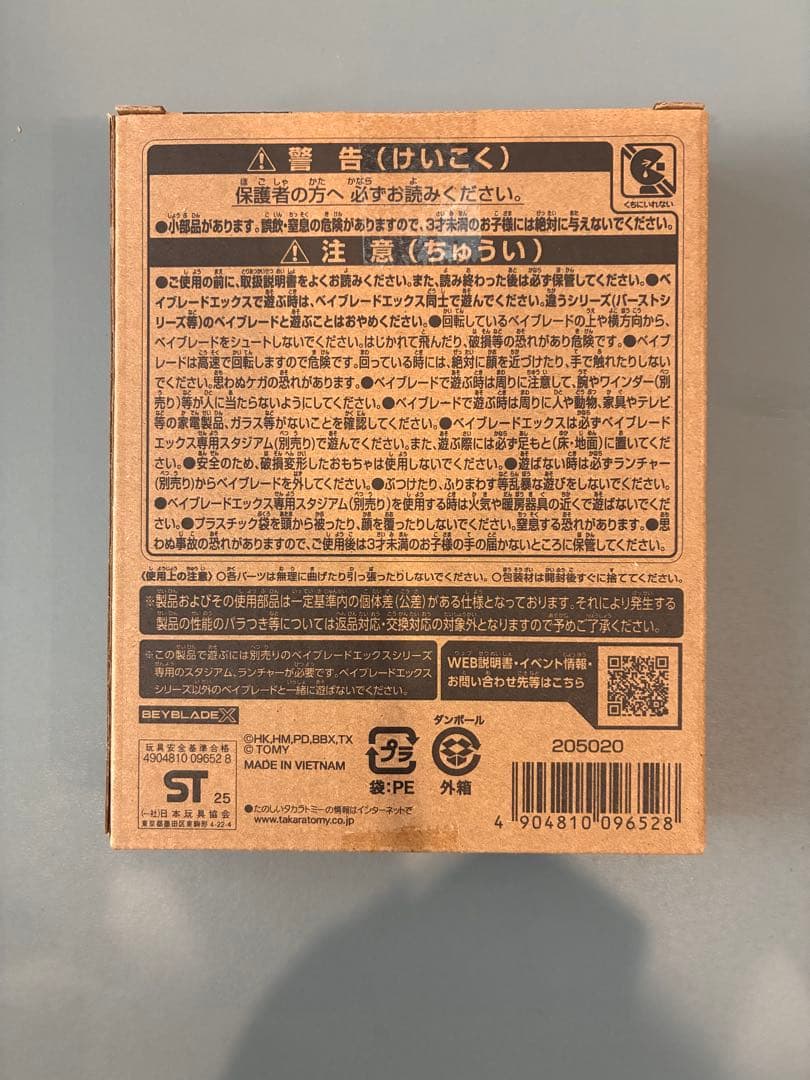 警告(けいこく)
くちにいれない
保護者の方へ 必ずお読みください。
●小部品があります。誤飲・窒息の危険がありますので、3才未満のお子様には絶対に与えないでください。
注意(ちゅうい)
●ご使用の前に、取扱説明書をよくお読みください。また、読み終わった後は必ず保管してください。●ベ
イブレードエックスで遊ぶ時は、ベイブレードエックス同士で遊んでください。違うシリーズ(バーストシ
リーズ等)のベイブレードと遊ぶことはおやめください。●回転しているベイブレードの上や横方向から、
ベイブレードをシュートしないでください。はじかれて飛んだり、破損等の恐れがあり危険です。●ベイブ
レードは高速で回転しますので危険です。回っている時には、絶対に顔を近づけたり、手で触れたりしない
でください。思わぬケガの恐れがあります。●ベイブレードで遊ぶ時は周りに注意して、腕やワインダー(別
売り)等が人に当たらないようにしてください。●ベイブレードで遊ぶ時は周りに人や動物、家具やテレビ
等の家電製品、ガラス等がないことを確認してください。●ベイブレードエックスは必ずベイブレード
エックス専用スタジアム(別売り)で遊んでください。また、遊ぶ際には必ず足もと(床・地面)に置いてくだ
さい。●安全のため、破損変形したおもちゃは使用しないでください。●遊ばない時は必ずランチャー
(別売り)からベイブレードを外してください。●ぶつけたり、ふりまわす等乱暴な遊びをしないでください。
●ベイブレードエックス専用スタジアム(別売り)を使用する時は火気や暖房器具の近くで遊ばないでくだ
さい。●プラスチック袋を頭から被ったり、顔を覆ったりしないでください。窒息する恐れがあります。●思
わぬ事故の恐れがありますので、ご使用後は3才未満のお子様の手の届かないところに保管してください。
〈使用上の注意〉○各パーツは無理に曲げたり引っ張ったりしないでください。○包装材は開封後すぐに捨ててください。
※製品およびその使用部品は一定基準内の個体差(公差)がある仕様となっております。それにより発生する
製品の性能のバラつき等については返品対応・交換対応の対象外となりますので予めご了承ください。
※この製品で遊ぶには別売りのベイブレードエックスシリーズ
専用のスタジアム、ランチャーが必要です。ベイブレードエックス
シリーズ以外のベイブレードと一緒に遊ばないでください。
WEB説明書・イベント情報・
お問い合わせ先等はこちら
BEYBLADE X
玩具安全基準合格
4904810 09652 8
ST 25
(一社)日本玩具協会
東京都墨田区東駒形 4-22-4
©HK,HM,PD,BBX,TX
© TOMY
MADE IN VIETNAM
プラ
袋:PE
ダンボール
外箱
●たのしいタカラトミーの情報はインターネットで
www.takaratomy.co.jp
205020
4 904810 096528